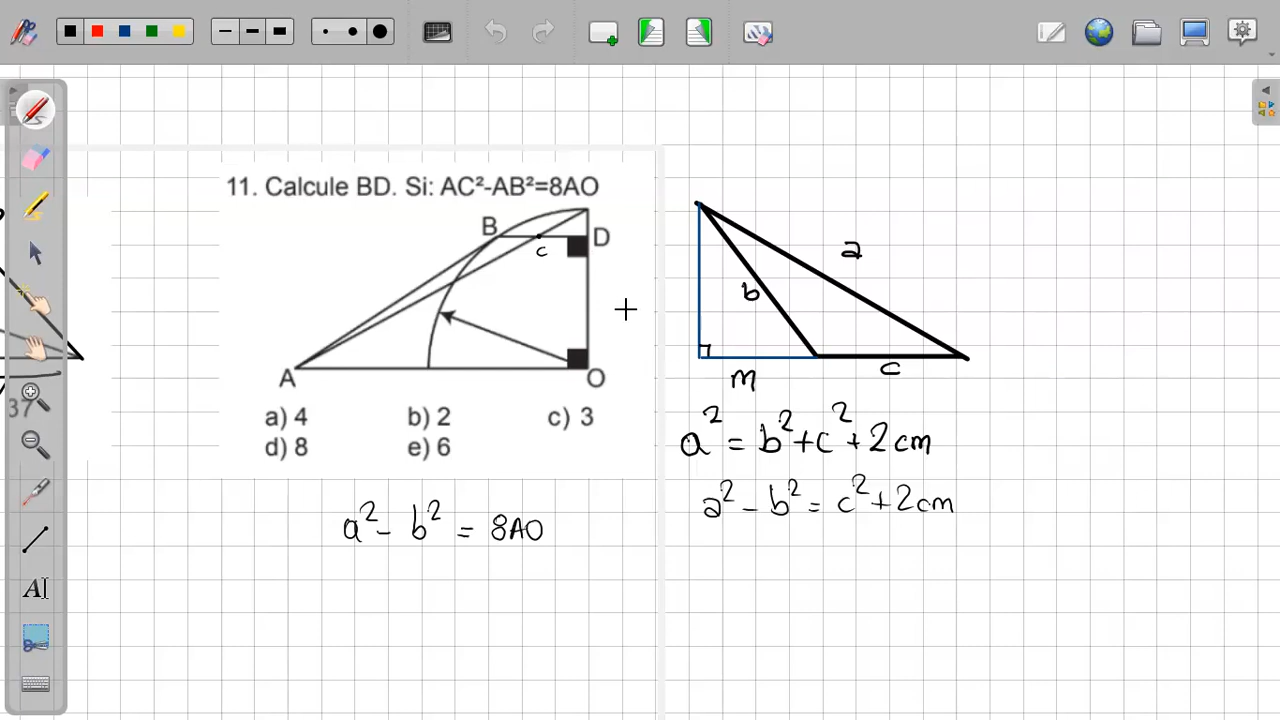 11. Calcule BD. Si: AC²-AB²=8AO
B
D
c
A
O
a) 4
b) 2
c) 3
d) 8
e) 6
a² - b² = 8AO
a
b
c
m
a² = b² + c² + 2cm
a² - b² = c² + 2cm
37
A